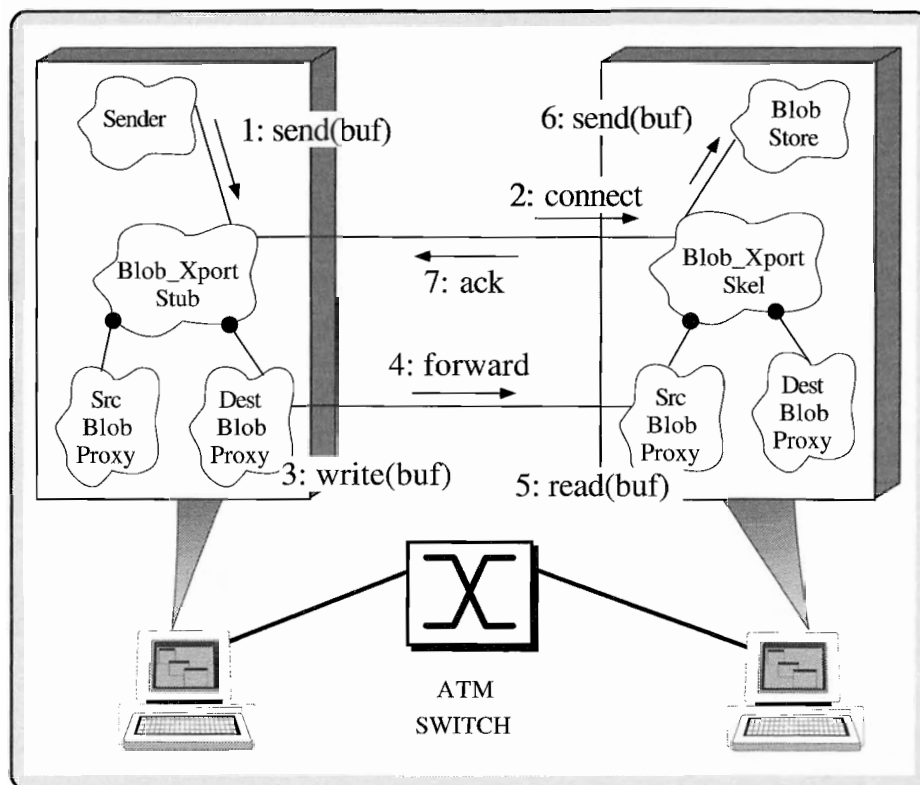 Sender
1: send(buf)
6: send(buf)
Blob
Store
2: connect
Blob_Xport
Stub
7: ack
Blob_Xport
Skel
4: forward
Src
Blob
Proxy
Dest
Blob
Proxy
Src
Blob
Proxy
Dest
Blob
Proxy
3: write(buf)
5: read(buf)
ATM
SWITCH